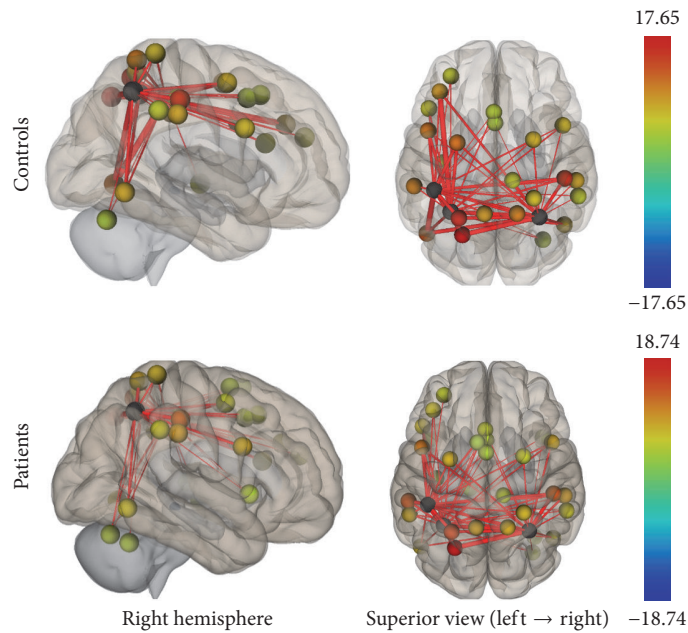 17.65
Controls
−17.65
18.74
Patients
Right hemisphere
Superior view (left → right)
−18.74